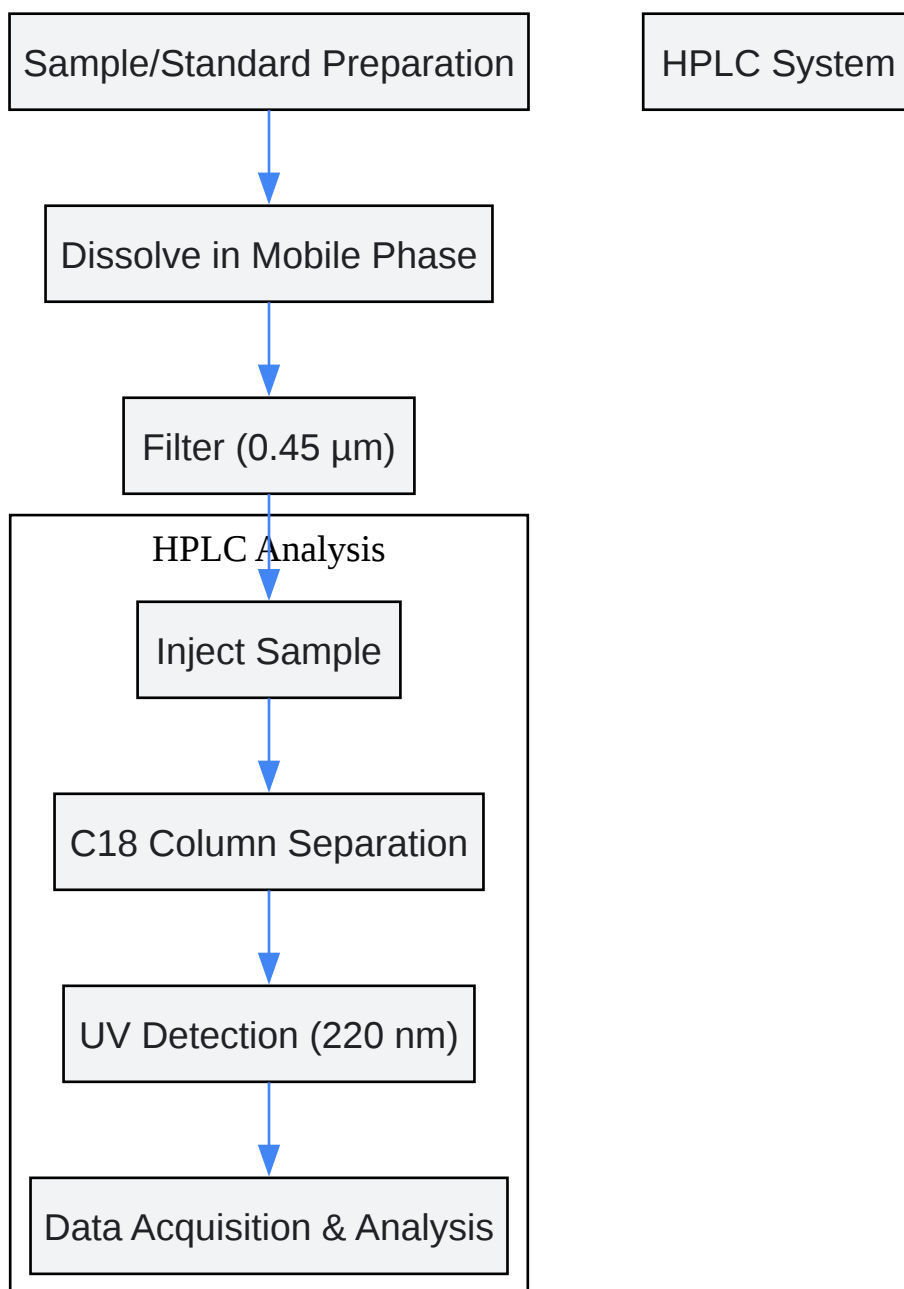 Sample/Standard Preparation
HPLC System
Dissolve in Mobile Phase
Filter (0.45 µm)
HPLC Analysis
Inject Sample
C18 Column Separation
UV Detection (220 nm)
Data Acquisition & Analysis